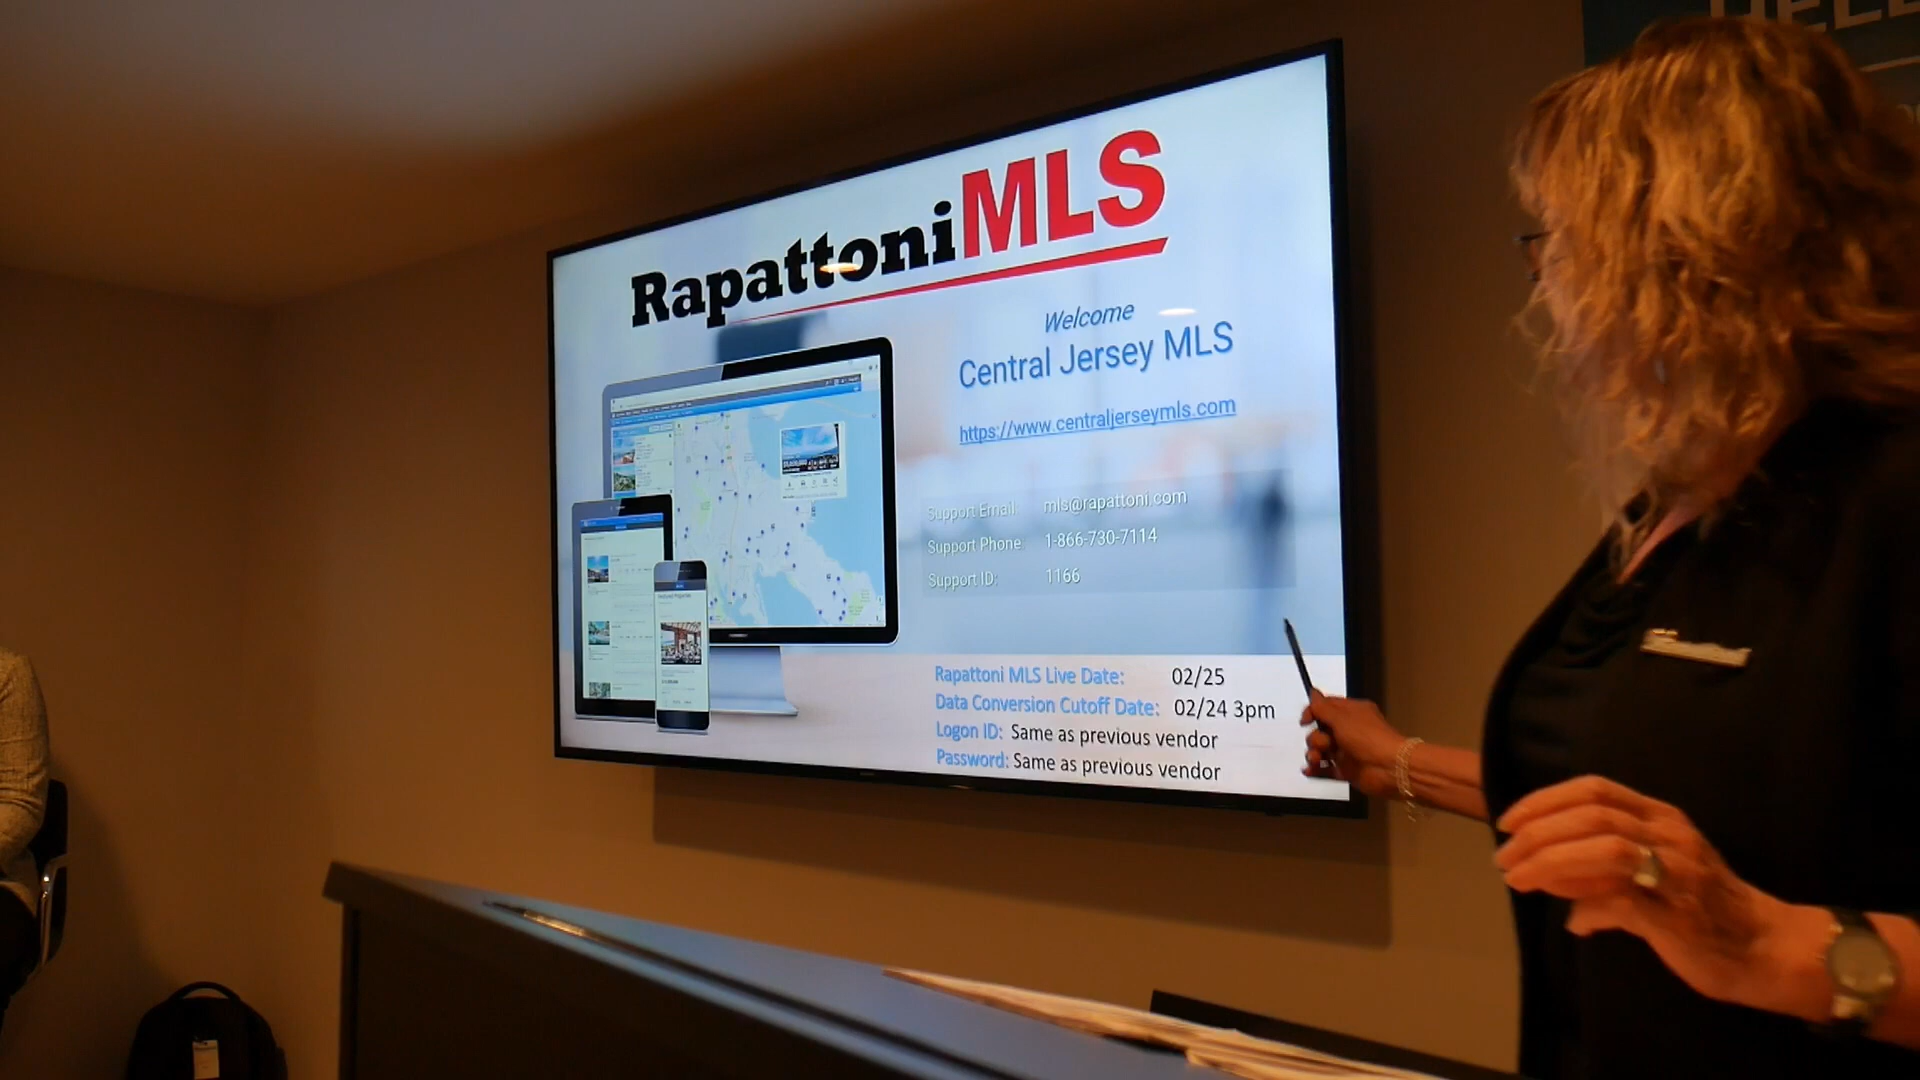 RapattoniMLS
Welcome
Central Jersey MLS
https://www.centraljerseymls.com
Support Email: mls@rapattoni.com
Support Phone: 1-866-730-7114
Support ID: 1166
Rapattoni MLS Live Date: 02/25
Data Conversion Cutoff Date: 02/24 3pm
Logon ID: Same as previous vendor
Password: Same as previous vendor